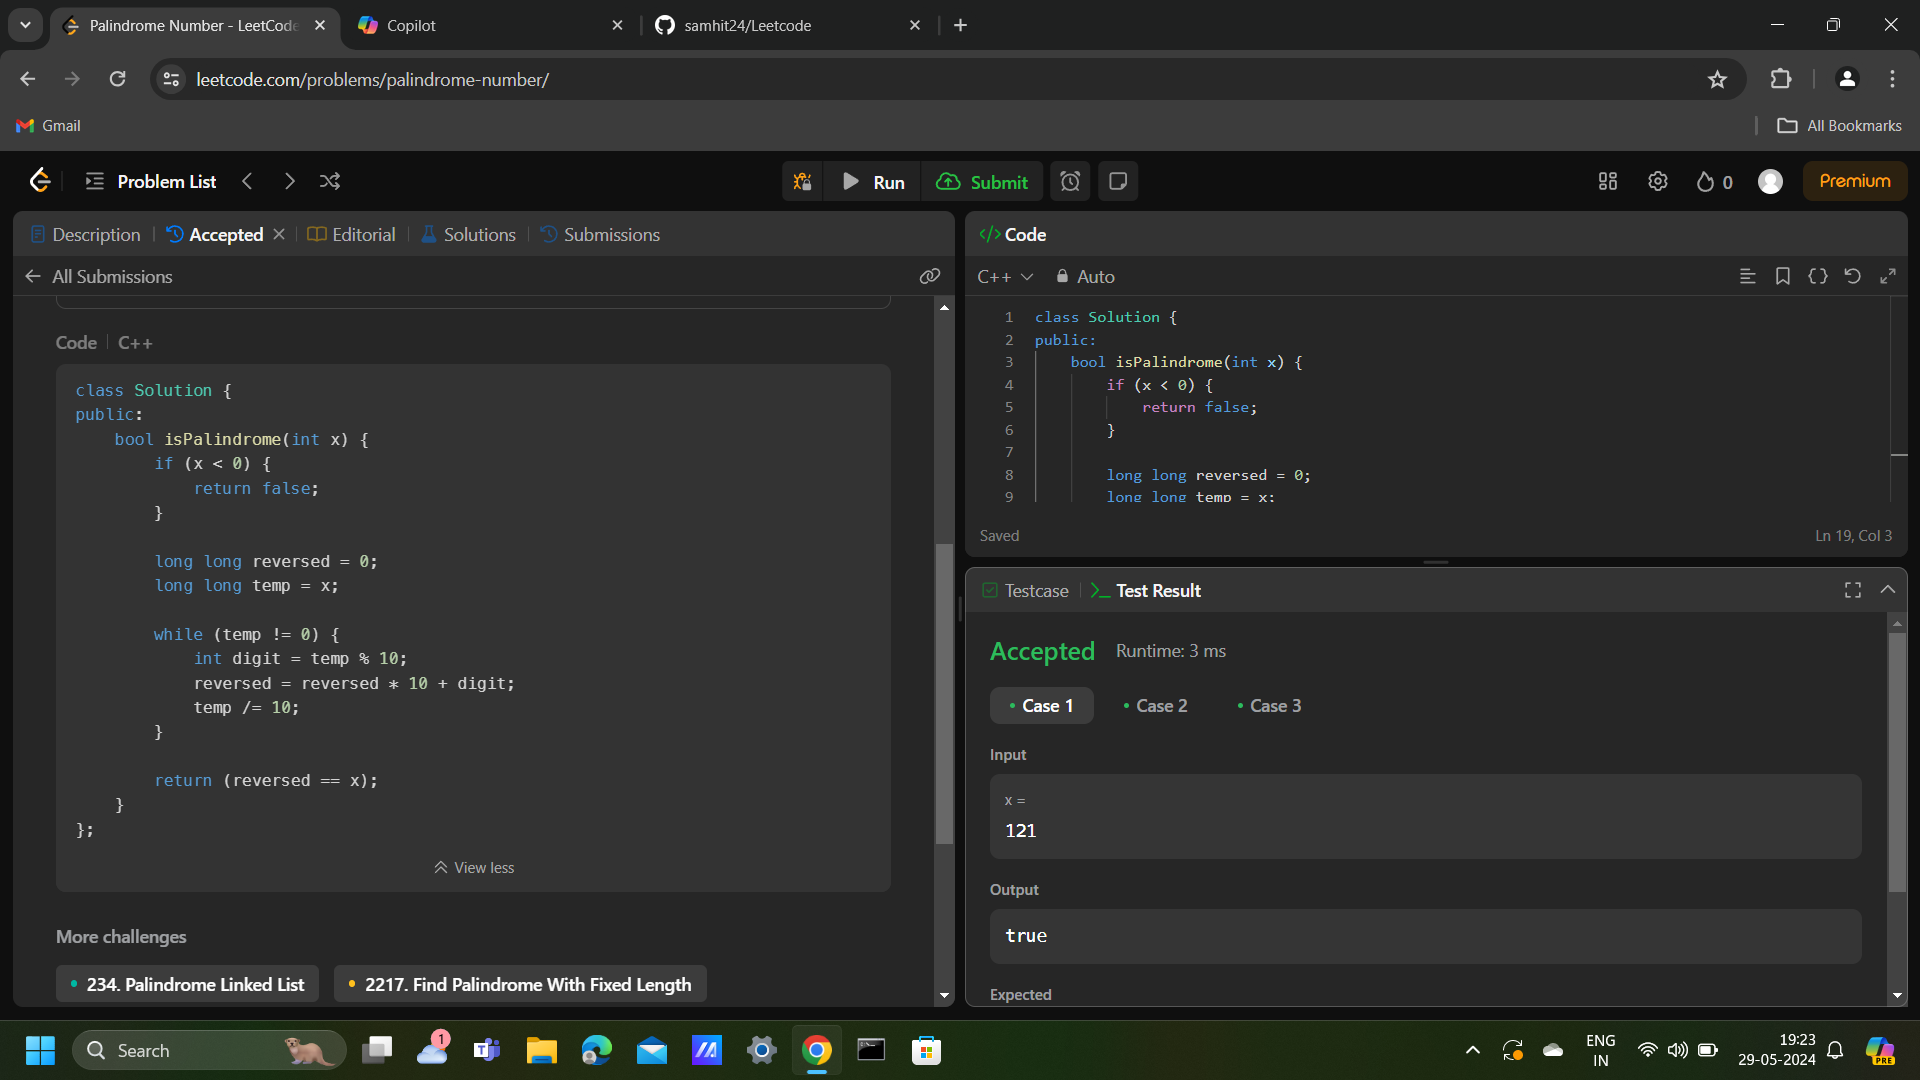 Palindrome Number - LeetCode
Copilot
samhit24/Leetcode
leetcode.com/problems/palindrome-number/
Gmail
All Bookmarks
Problem List
Run
Submit
0
Premium
Description
Accepted
Editorial
Solutions
Submissions
All Submissions
Code
C++
class Solution {
public:
    bool isPalindrome(int x) {
        if (x < 0) {
            return false;
        }
        long long reversed = 0;
        long long temp = x;
        while (temp != 0) {
            int digit = temp % 10;
            reversed = reversed * 10 + digit;
            temp /= 10;
        }
        return (reversed == x);
    }
};
View less
More challenges
234. Palindrome Linked List
2217. Find Palindrome With Fixed Length
</> Code
C++
Auto
1 class Solution {
2 public:
3     bool isPalindrome(int x) {
4         if (x < 0) {
5             return false;
6         }
7
8         long long reversed = 0;
9         long long temp = x;
Saved
Ln 19, Col 3
Testcase
Test Result
Accepted
Runtime: 3 ms
Case 1
Case 2
Case 3
Input
x =
121
Output
true
Expected
Search
1
ENG
IN
19:23
29-05-2024
PRE